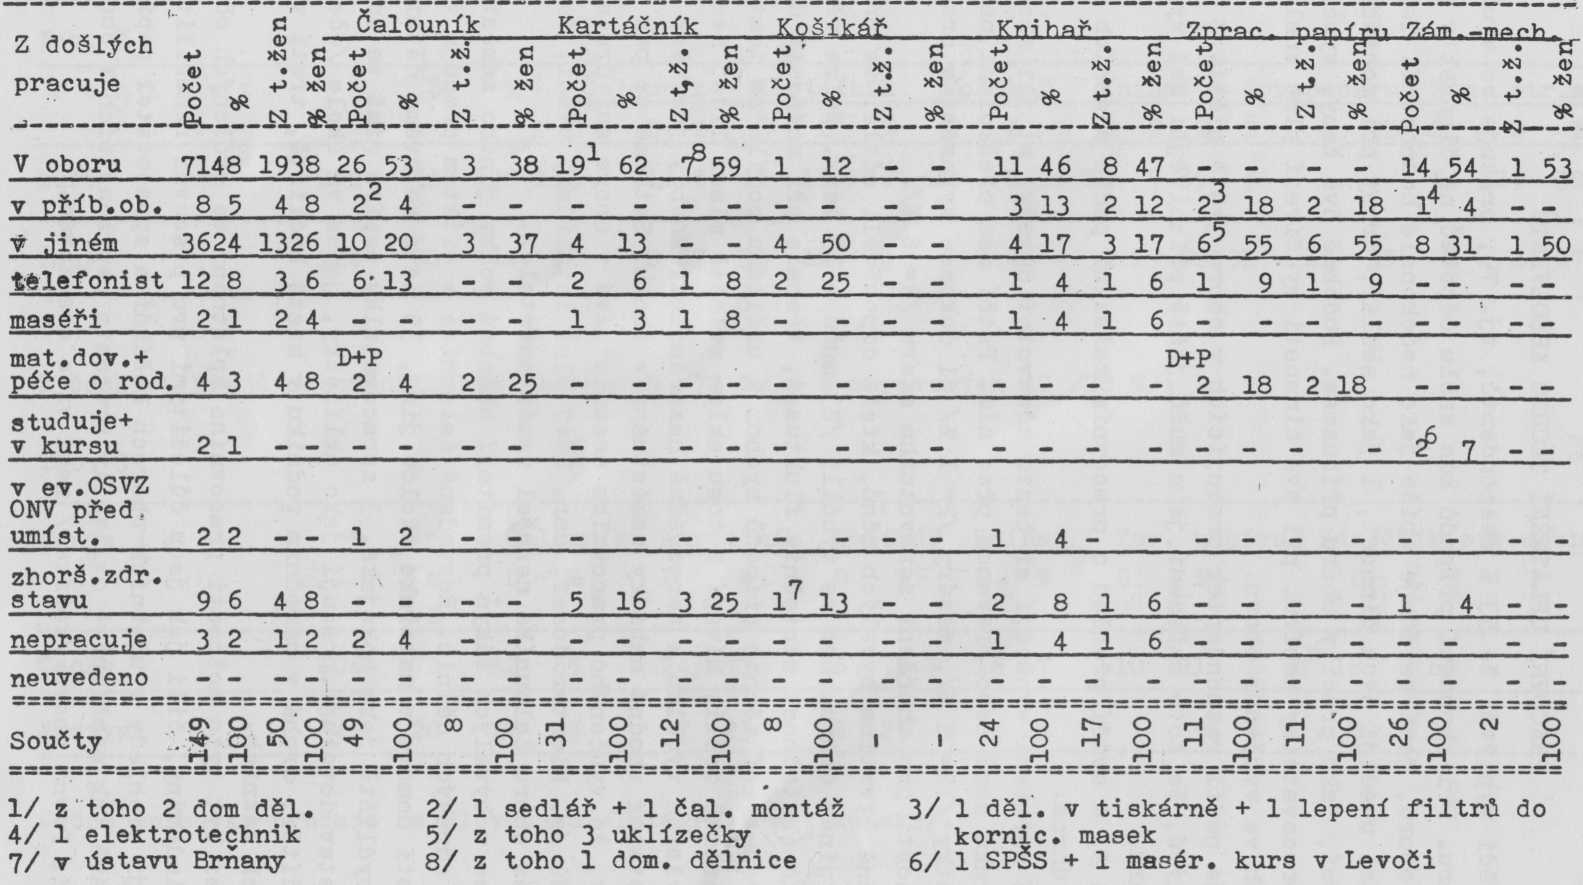 Čalouník Kartáčník Košíkář Knihař Zprac. papíru Zám.-mech.
Z došlých pracuje Počet % Z t.žen % žen Počet % Z t.ž. % žen Počet % Z t,ž. % žen Počet % Z t.ž. % žen Počet % Z t.ž. % žen Počet % Z t.ž. % žen Počet % Z t.ž. % žen
V oboru 7148 1938 26 53 3 38 19¹ 62 7⁸ 59 1 12 - - 11 46 8 47 - - - - 14 54 1 53
v příb.ob. 8 5 4 8 2² 4 - - - - - - - - - - 3 13 2 12 2³ 18 2 18 1⁴ 4 - -
v jiném 3624 1326 10 20 3 37 4 13 - - 4 50 - - 4 17 3 17 6⁵ 55 6 55 8 31 1 50
telefonist 12 8 3 6 6 13 - - 2 6 1 8 2 25 - - 1 4 1 6 1 9 1 9 - - - -
maséři 2 1 2 4 - - - - 1 3 1 8 - - - - 1 4 1 6 - - - - - - - -
mat.dov.+ D+P D+P
péče o rod. 4 3 4 8 2 4 2 25 - - - - - - - - - - - - 2 18 2 18 - - - -
studuje+
v kursu 2 1 - - - - - - - - - - - - - - - - - - - - - - 2⁶ 7 - -
v ev.OSVZ
ONV před.
umíst. 2 2 - - 1 2 - - - - - - - - - - 1 4 - - - - - - - - - -
zhorš.zdr.
stavu 9 6 4 8 - - - - 5 16 3 25 1⁷ 13 - - 2 8 1 6 - - - - 1 4 - -
nepracuje 3 2 1 2 2 4 - - - - - - - - - - 1 4 1 6 - - - - - - - -
neuvedeno - - - - - - - - - - - - - - - - - - - - - - - - - - - -
Součty 149 100 50 100 49 100 8 100 31 100 12 100 8 100 - - 24 100 17 100 11 100 11 100 26 100 2 100
1/ z toho 2 dom děl. 2/ 1 sedlář + 1 čal. montáž 3/ 1 děl. v tiskárně + 1 lepení filtrů do
4/ 1 elektrotechnik 5/ z toho 3 uklízečky kornic. masek
7/ v ústavu Brňany 8/ z toho 1 dom. dělnice 6/ 1 SPŠS + 1 masér. kurs v Levoči